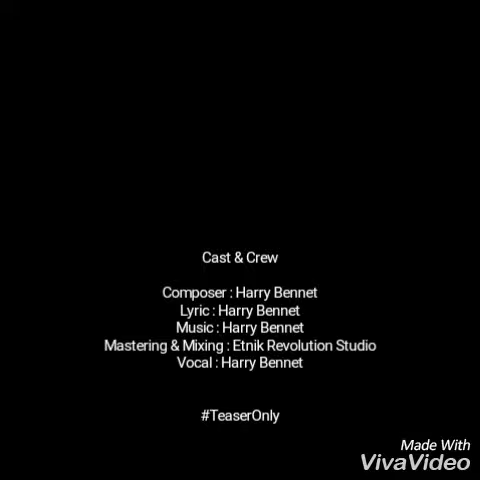 Cast & Crew
Composer : Harry Bennet
Lyric : Harry Bennet
Music : Harry Bennet
Mastering & Mixing : Etnik Revolution Studio
Vocal : Harry Bennet
#TeaserOnly
Made With
VivaVideo